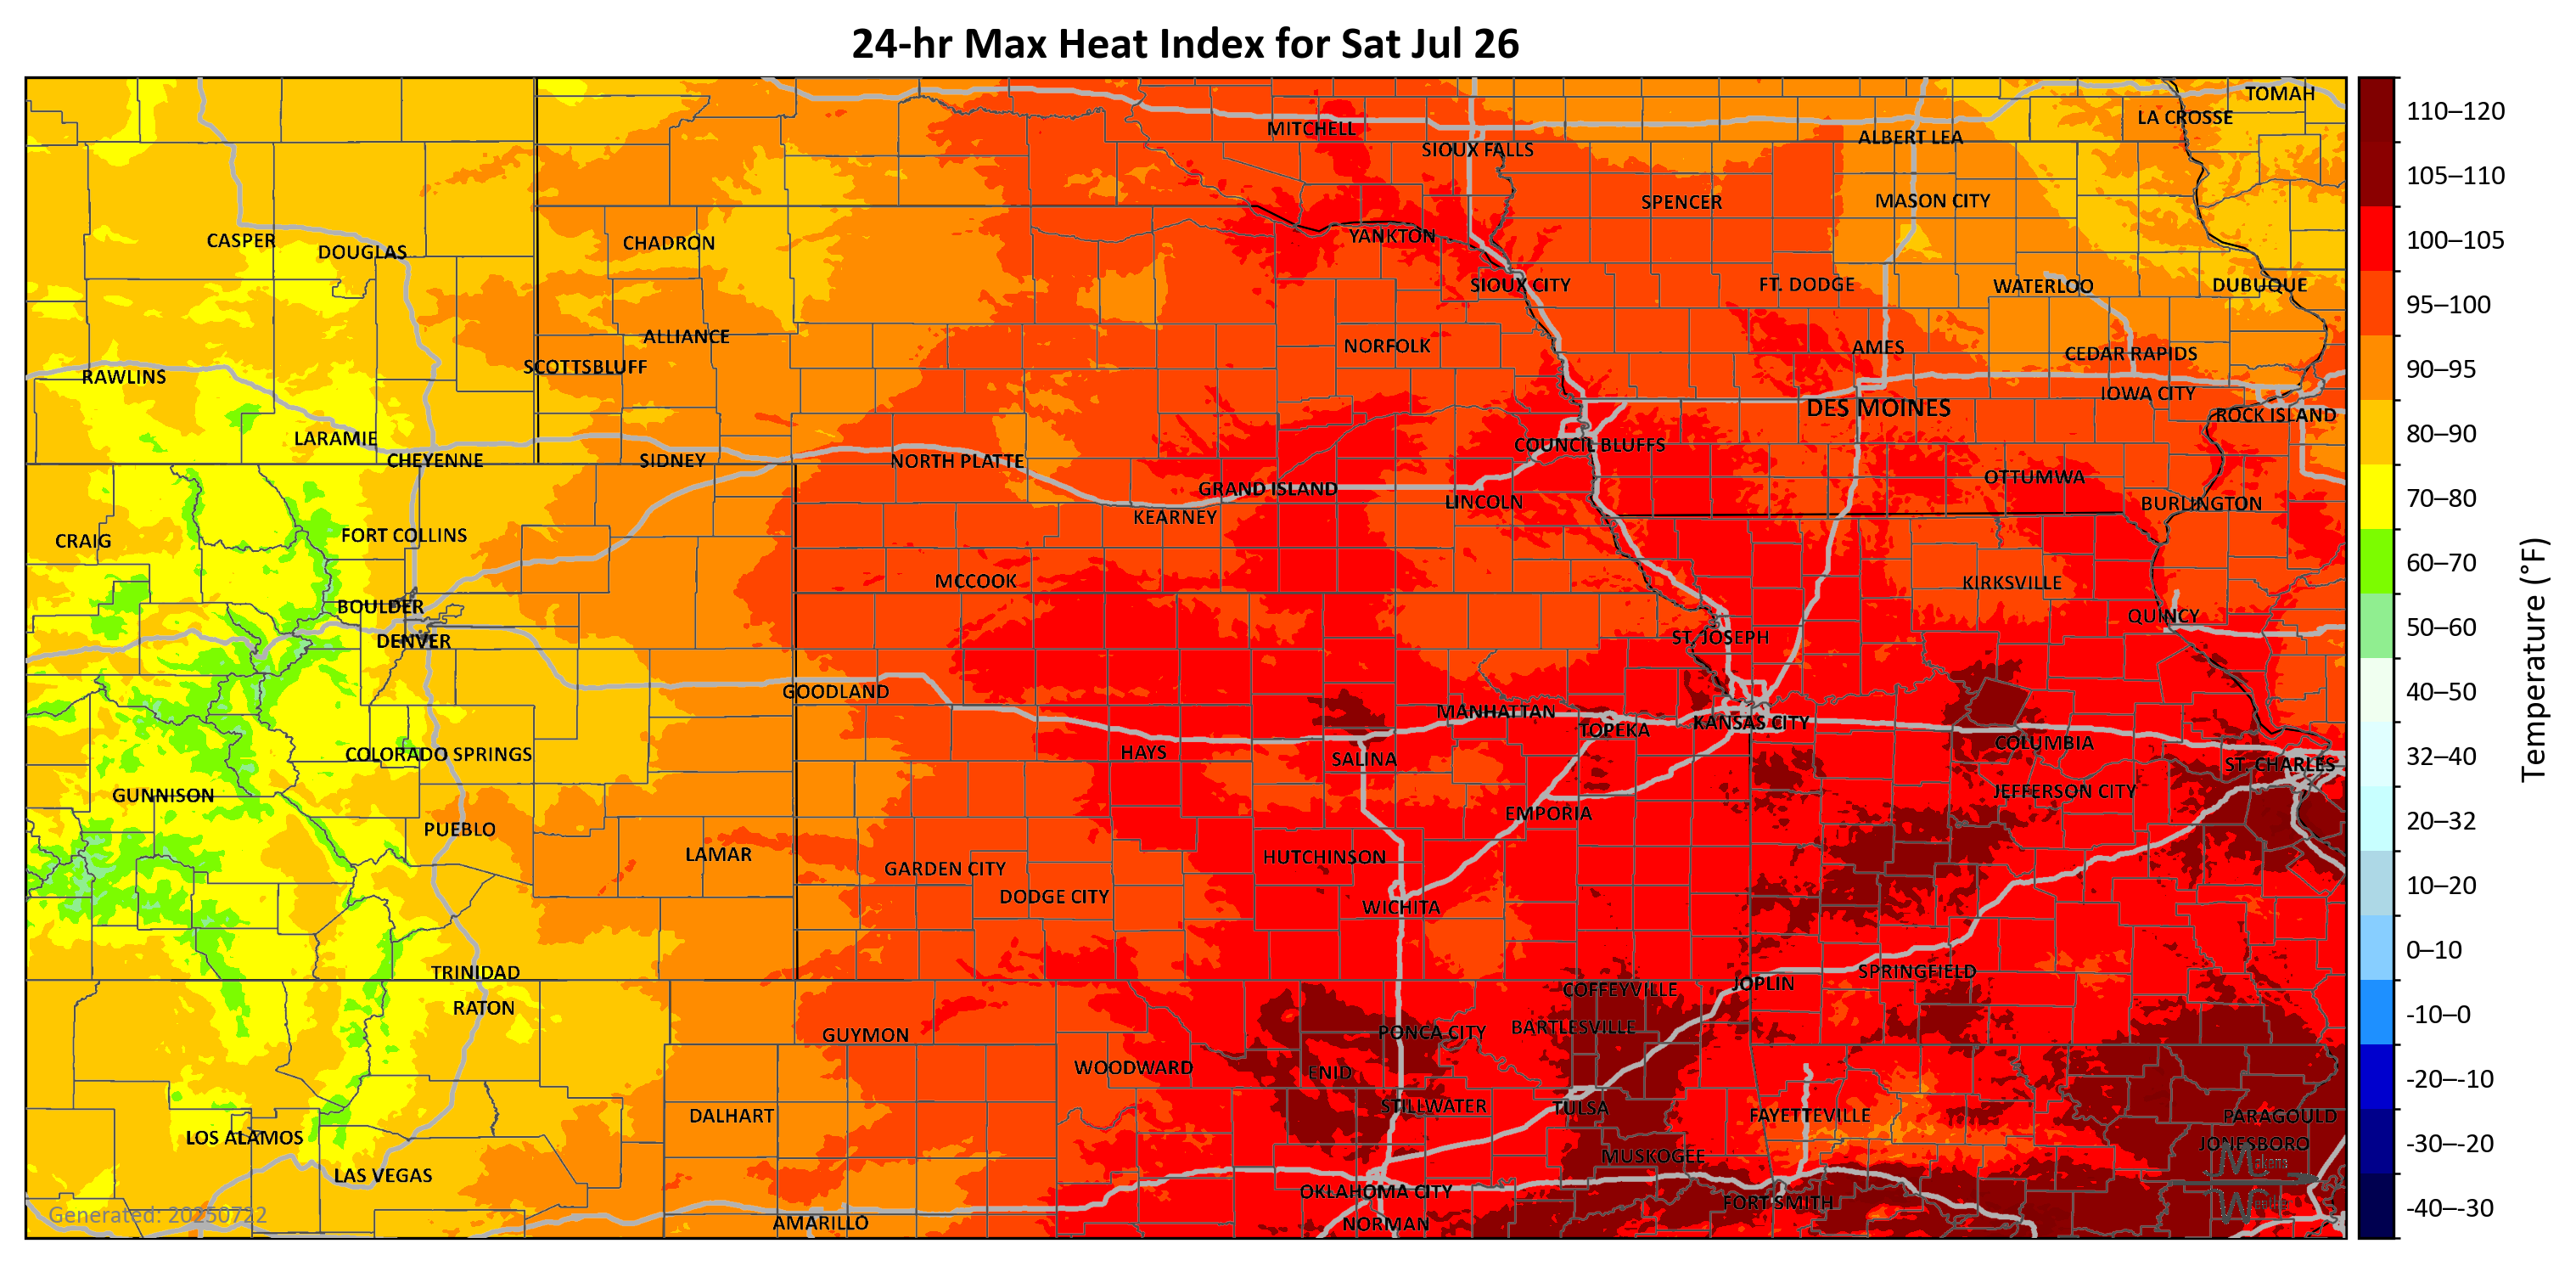 24-hr Max Heat Index for Sat Jul 26
TOMAH
LA CROSSE
MITCHELL
ALBERT LEA
SIOUX FALLS
SPENCER
MASON CITY
YANKTON
CASPER
DOUGLAS
CHADRON
SIOUX CITY
FT. DODGE
WATERLOO
DUBUQUE
ALLIANCE
NORFOLK
AMES
CEDAR RAPIDS
SCOTTSBLUFF
RAWLINS
IOWA CITY
DES MOINES
ROCK ISLAND
LARAMIE
COUNCIL BLUFFS
CHEYENNE
SIDNEY
NORTH PLATTE
OTTUMWA
GRAND ISLAND
LINCOLN
BURLINGTON
KEARNEY
CRAIG
FORT COLLINS
MCCOOK
KIRKSVILLE
BOULDER
QUINCY
DENVER
ST. JOSEPH
GOODLAND
MANHATTAN
TOPEKA
KANSAS CITY
COLUMBIA
COLORADO SPRINGS
HAYS
SALINA
ST. CHARLES
GUNNISON
JEFFERSON CITY
EMPORIA
PUEBLO
LAMAR
HUTCHINSON
GARDEN CITY
DODGE CITY
WICHITA
TRINIDAD
SPRINGFIELD
JOPLIN
COFFEYVILLE
RATON
GUYMON
PONCA CITY
BARTLESVILLE
WOODWARD
ENID
STILLWATER
TULSA
DALHART
FAYETTEVILLE
PARAGOULD
LOS ALAMOS
JONESBORO
MUSKOGEE
LAS VEGAS
OKLAHOMA CITY
FORT SMITH
AMARILLO
NORMAN
Generated: 20250722
110–120
105–110
100–105
95–100
90–95
80–90
70–80
60–70
50–60
40–50
32–40
20–32
10–20
0–10
-10–0
-20–-10
-30–-20
-40–-30
Temperature (°F)